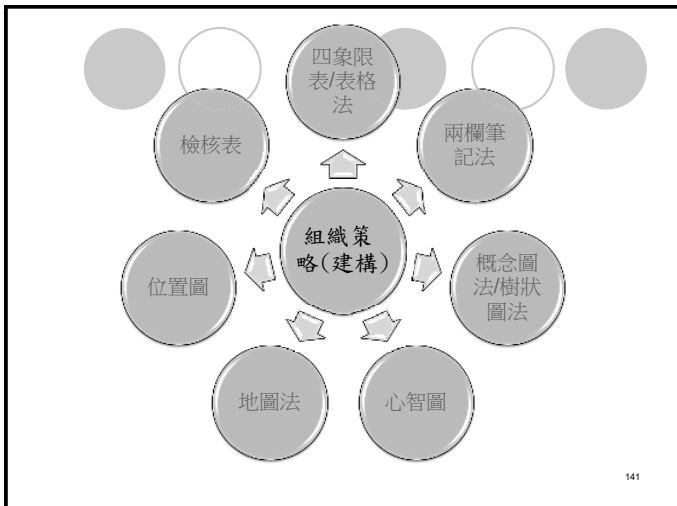 四象限
表/表格
法
兩欄筆
記法
概念圖
法/樹狀
圖法
心智圖
地圖法
位置圖
檢核表
組織策
略(建構)
141